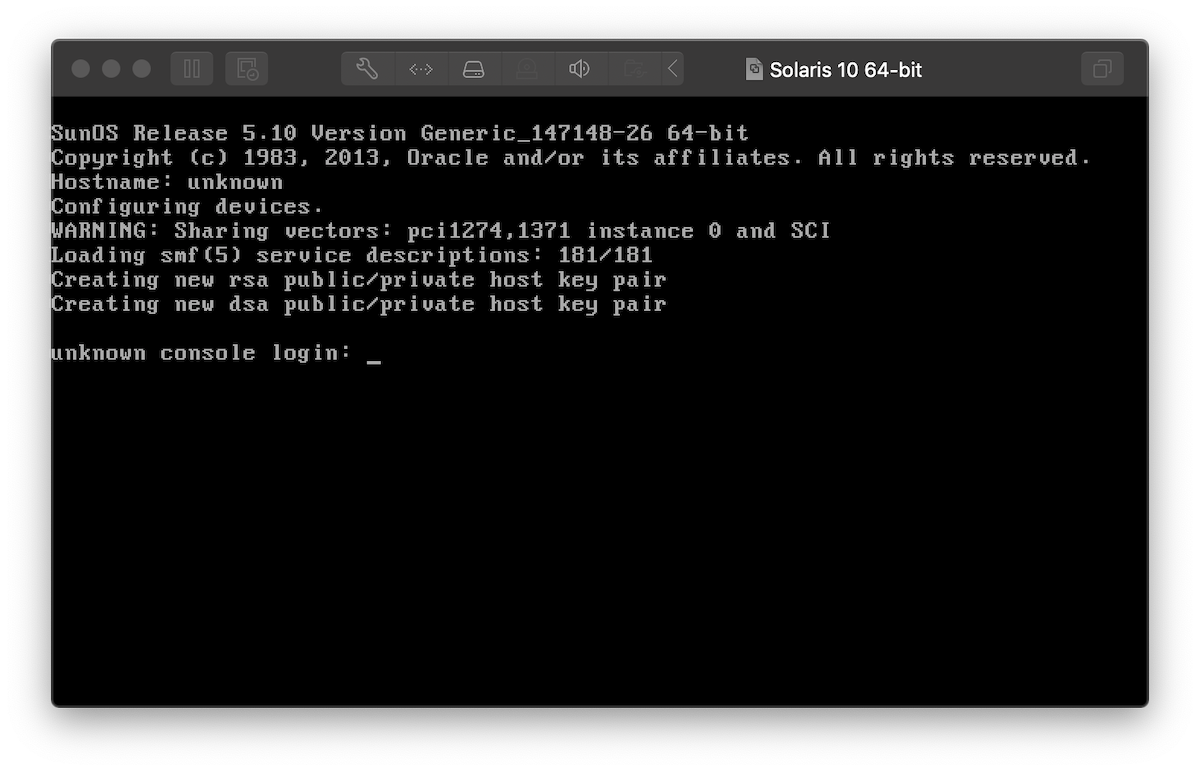 Solaris 10 64-bit
SunOS Release 5.10 Version Generic_147148-26 64-bit
Copyright (c) 1983, 2013, Oracle and/or its affiliates. All rights reserved.
Hostname: unknown
Configuring devices.
WARNING: Sharing vectors: pci1274,1371 instance 0 and SCI
Loading smf(5) service descriptions: 181/181
Creating new rsa public/private host key pair
Creating new dsa public/private host key pair
unknown console login: _